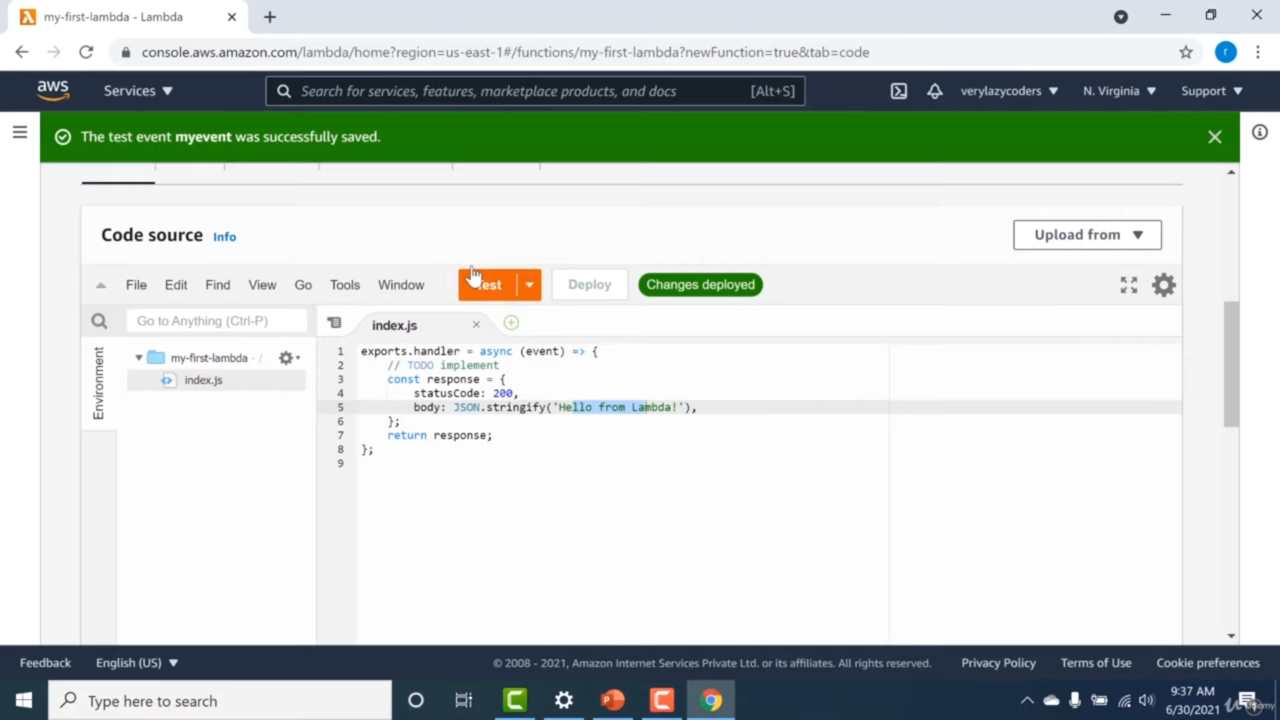 my-first-lambda - Lambda
console.aws.amazon.com/lambda/home?region=us-east-1#/functions/my-first-lambda?newFunction=true&tab=code
r
aws
Services
Search for services, features, marketplace products, and docs
[Alt+S]
verylazycoders
N. Virginia
Support
The test event myevent was successfully saved.
Code source
Info
Upload from
File
Edit
Find
View
Go
Tools
Window
Test
Deploy
Changes deployed
Go to Anything (Ctrl-P)
index.js
Environment
my-first-lambda
/
index.js
1 exports.handler = async (event) => {
2 // TODO implement
3 const response = {
4 statusCode: 200,
5 body: JSON.stringify('Hello from Lambda!'),
6 };
7 return response;
8 };
9
Feedback
English (US)
© 2008 - 2021, Amazon Internet Services Private Ltd. or its affiliates. All rights reserved.
Privacy Policy
Terms of Use
Cookie preferences
Type here to search
9:37 AM
6/30/2021
Udemy